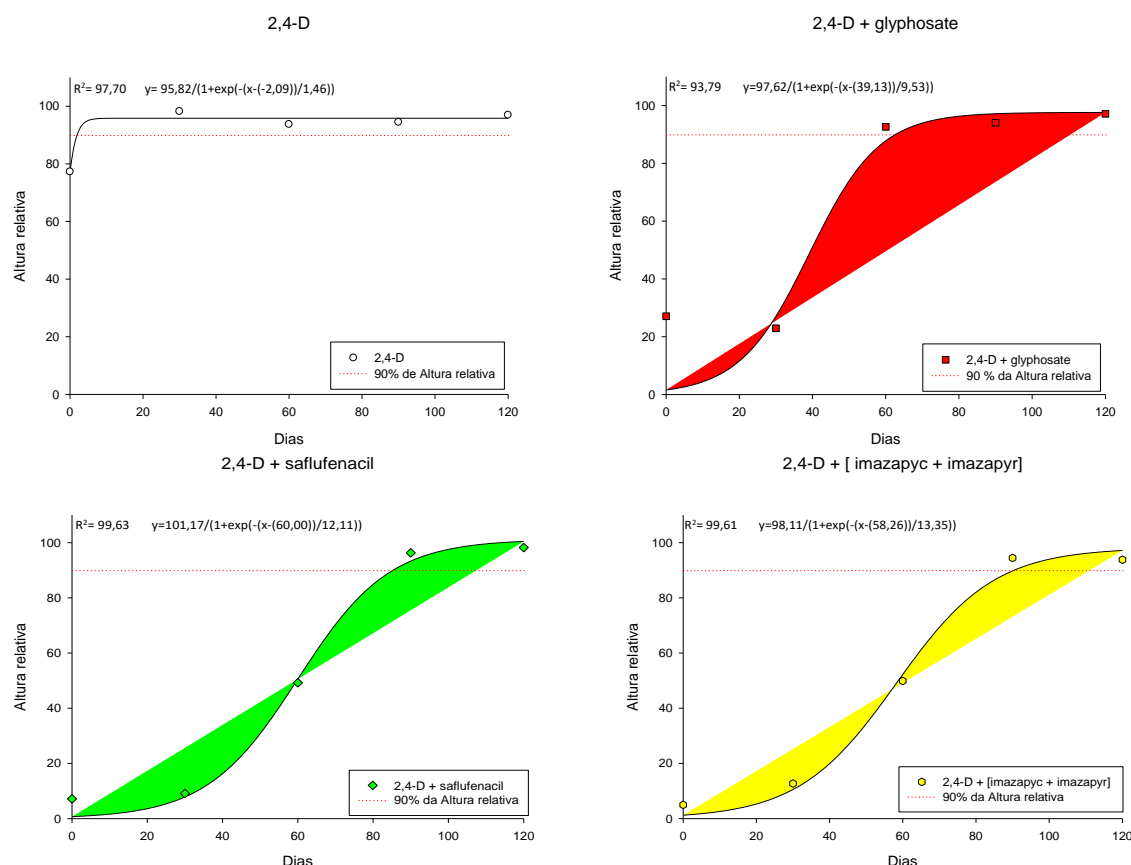 2,4-D
R²= 97,70 y= 95,82/(1+exp(-(x-(-2,09))/1,46))
100
80
60
40
20
0
Altura relativa
2,4-D
90% de Altura relativa
0 20 40 60 80 100 120
Dias
2,4-D + glyphosate
R²= 93,79 y=97,62/(1+exp(-(x-(39,13))/9,53))
100
80
60
40
20
0
Altura relativa
2,4-D + glyphosate
90 % da Altura relativa
0 20 40 60 80 100 120
Dias
2,4-D + saflufenacil
R²= 99,63 y=101,17/(1+exp(-(x-(60,00))/12,11))
100
80
60
40
20
0
Altura relativa
2,4-D + saflufenacil
90% da Altura relativa
0 20 40 60 80 100 120
Dias
2,4-D + [ imazapyc + imazapyr]
R²= 99,61 y=98,11/(1+exp(-(x-(58,26))/13,35))
100
80
60
40
20
0
Altura relativa
2,4-D + [imazapyc + imazapyr]
90% da Altura relativa
0 20 40 60 80 100 120
Dias